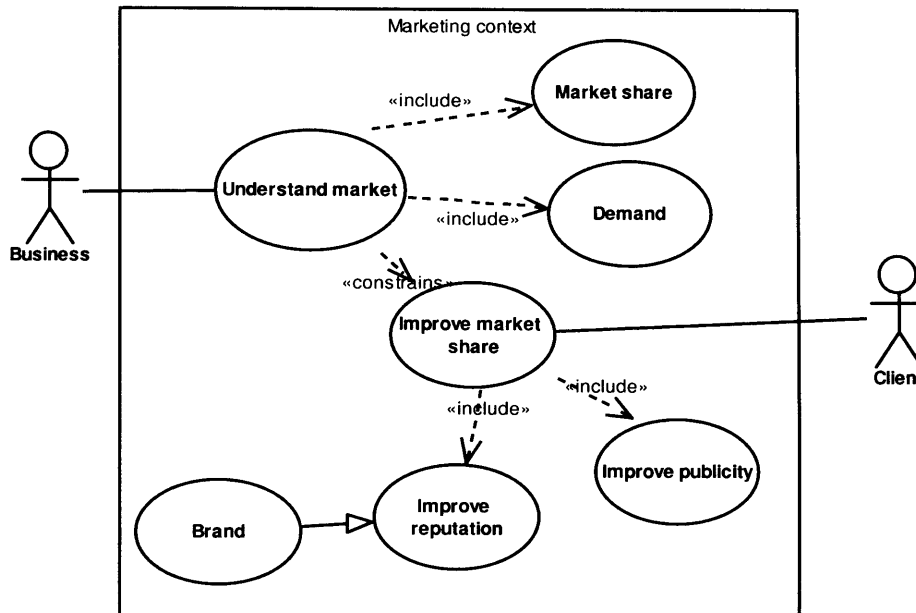 Marketing context
Market share
«include»
Understand market
Demand
«include»
Business
«constrains»
Improve market
share
Client
«include»
«include»
Improve publicity
Improve
reputation
Brand